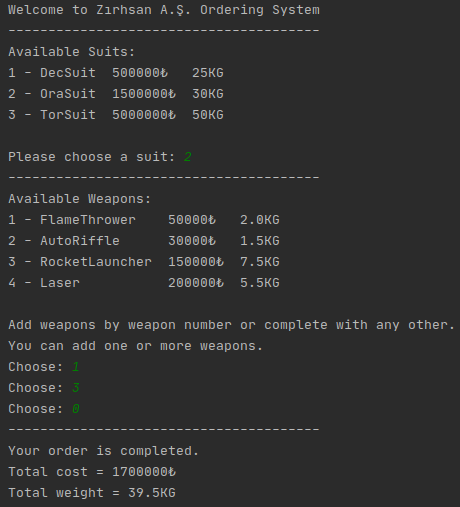 Welcome to Zırhsan A.Ş. Ordering System
---------------------------------------
Available Suits:
1 - DecSuit  500000₺   25KG
2 - OraSuit  1500000₺  30KG
3 - TorSuit  5000000₺  50KG
Please choose a suit: 2
---------------------------------------
Available Weapons:
1 - FlameThrower    50000₺   2.0KG
2 - AutoRiffle      30000₺   1.5KG
3 - RocketLauncher  150000₺  7.5KG
4 - Laser           200000₺  5.5KG
Add weapons by weapon number or complete with any other.
You can add one or more weapons.
Choose: 1
Choose: 3
Choose: 0
---------------------------------------
Your order is completed.
Total cost = 1700000₺
Total weight = 39.5KG